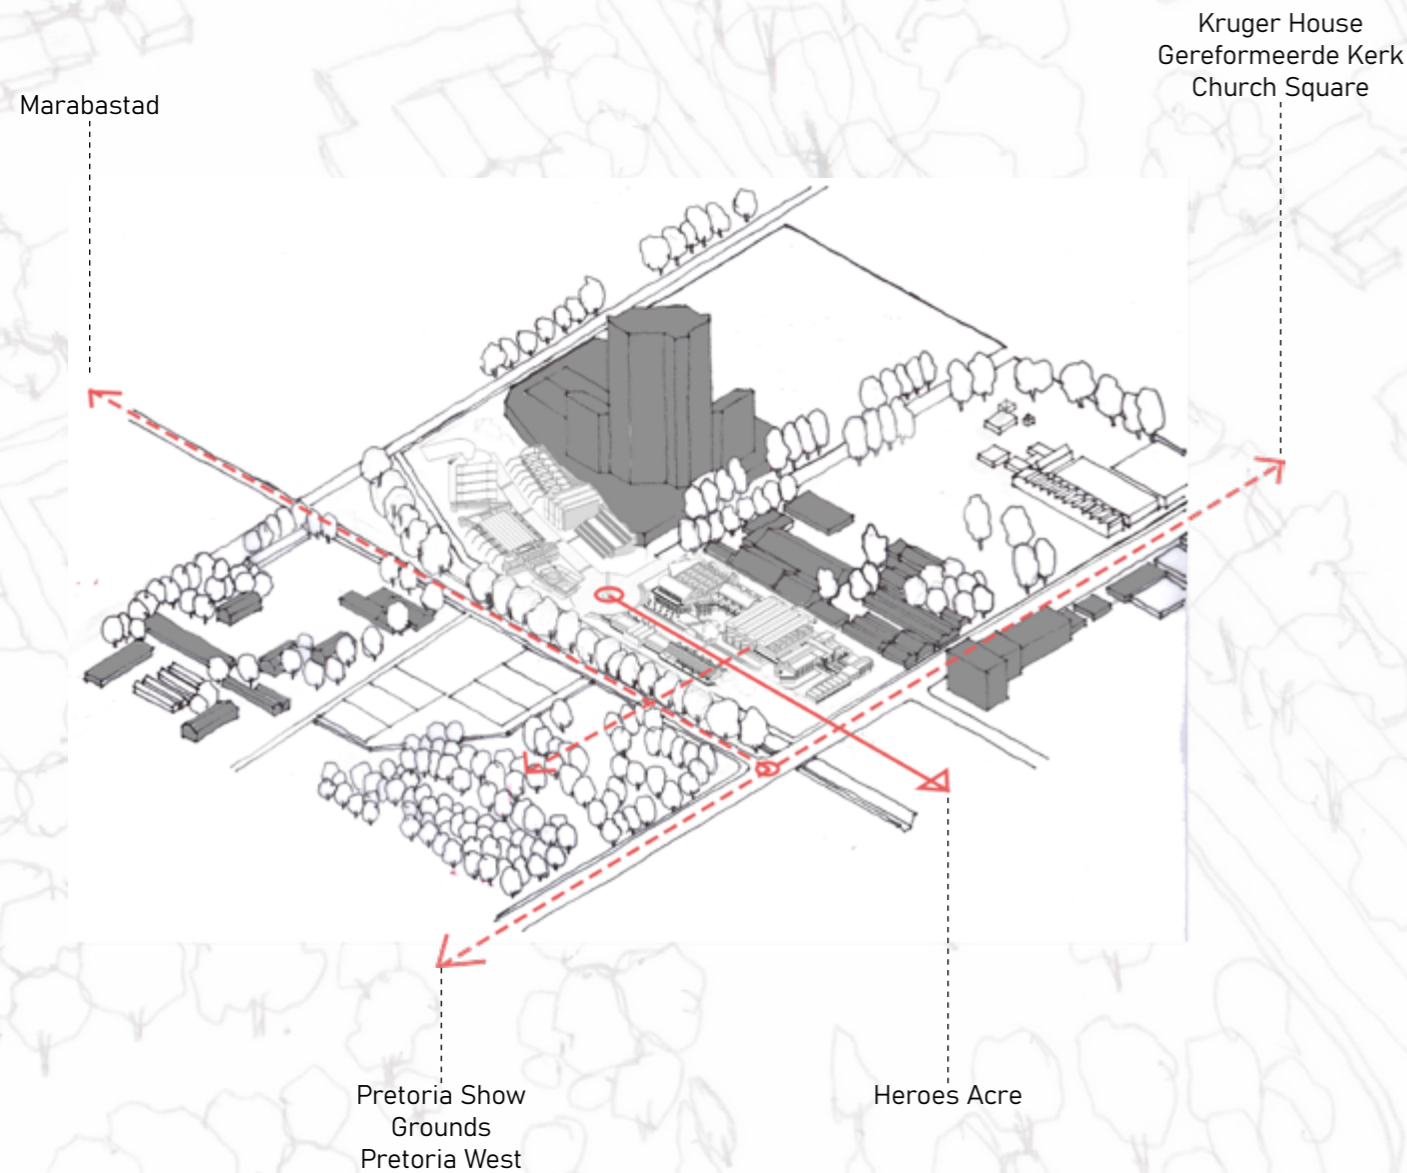 Kruger House
Gereformeerde Kerk
Church Square
Marabastad
Pretoria Show
Grounds
Pretoria West
Heroes Acre